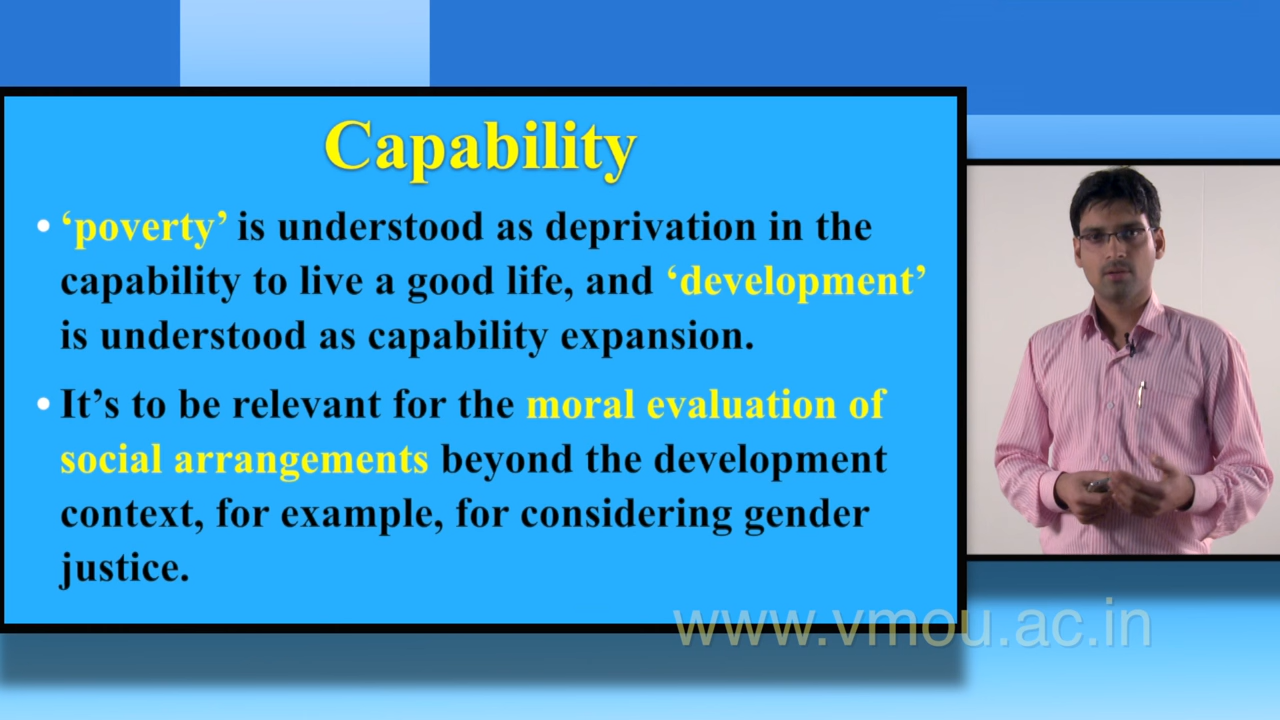 Capability
• ‘poverty’ is understood as deprivation in the
capability to live a good life, and ‘development’
is understood as capability expansion.
• It’s to be relevant for the moral evaluation of
social arrangements beyond the development
context, for example, for considering gender
justice.
www.vmou.ac.in